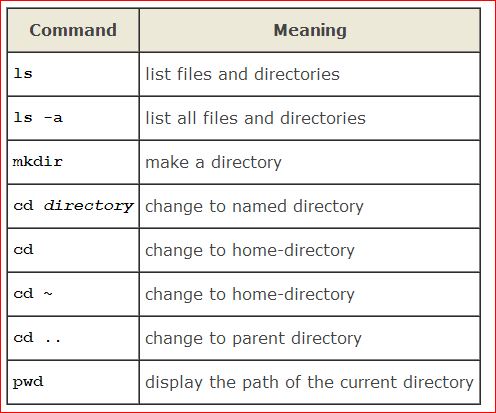 Command Meaning
ls list files and directories
ls -a list all files and directories
mkdir make a directory
cd directory change to named directory
cd change to home-directory
cd ~ change to home-directory
cd .. change to parent directory
pwd display the path of the current directory